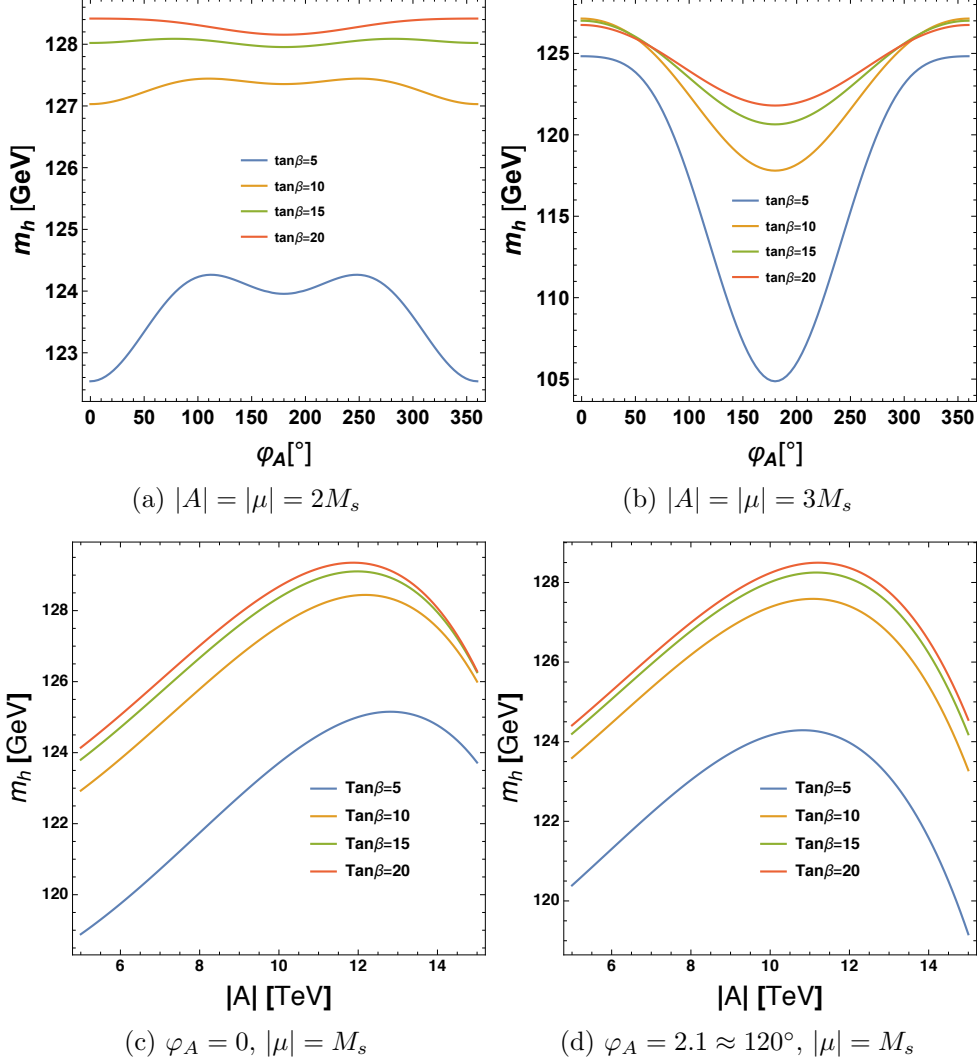 128
127
126
125
124
123
m_h [GeV]
tanβ=5
tanβ=10
tanβ=15
tanβ=20
0 50 100 150 200 250 300 350
φ_A[°]
(a) |A| = |μ| = 2M_s
125
120
115
110
105
m_h [GeV]
tanβ=5
tanβ=10
tanβ=15
tanβ=20
0 50 100 150 200 250 300 350
φ_A[°]
(b) |A| = |μ| = 3M_s
128
126
124
122
120
m_h [GeV]
Tanβ=5
Tanβ=10
Tanβ=15
Tanβ=20
6 8 10 12 14
|A| [TeV]
(c) φ_A = 0, |μ| = M_s
128
126
124
122
120
m_h [GeV]
Tanβ=5
Tanβ=10
Tanβ=15
Tanβ=20
6 8 10 12 14
|A| [TeV]
(d) φ_A = 2.1 ≈ 120°, |μ| = M_s